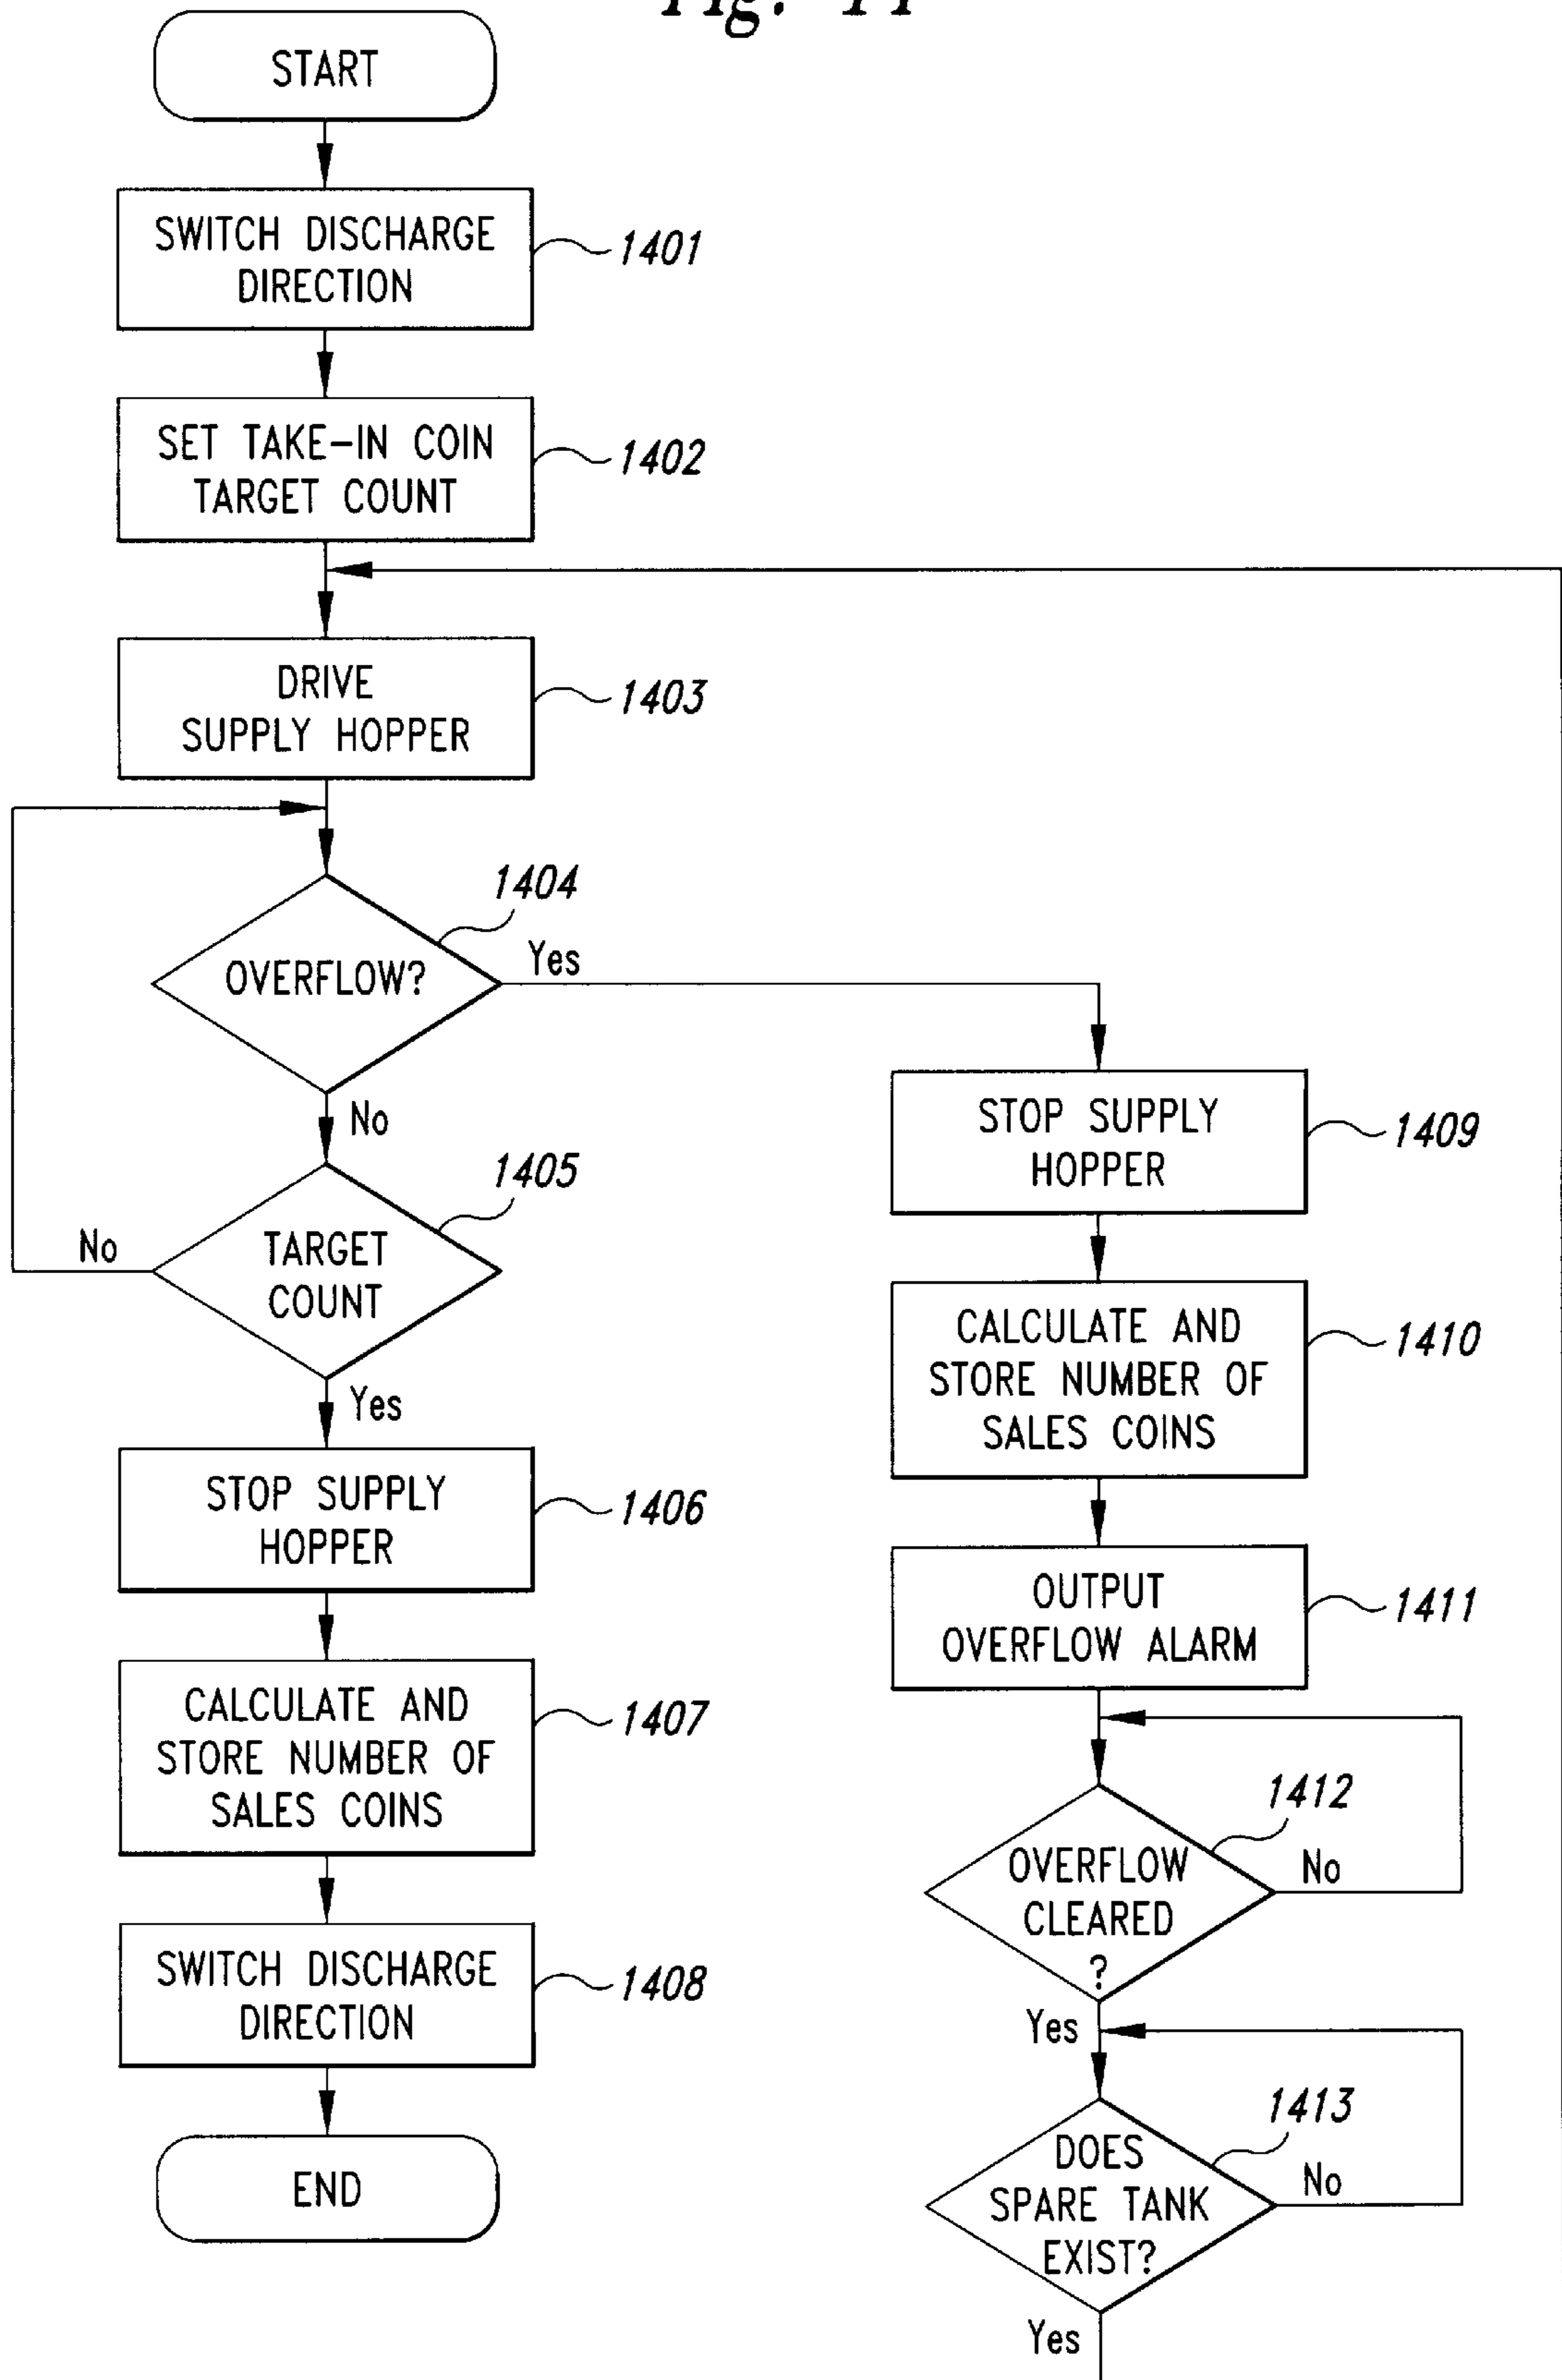 START
SWITCH DISCHARGE
DIRECTION
1401
SET TAKE-IN COIN
TARGET COUNT
1402
DRIVE
SUPPLY HOPPER
1403
1404
OVERFLOW?
Yes
No
1405
TARGET
COUNT
No
Yes
STOP SUPPLY
HOPPER
1406
CALCULATE AND
STORE NUMBER OF
SALES COINS
1407
SWITCH DISCHARGE
DIRECTION
1408
END
STOP SUPPLY
HOPPER
1409
CALCULATE AND
STORE NUMBER OF
SALES COINS
1410
OUTPUT
OVERFLOW ALARM
1411
1412
OVERFLOW
CLEARED
?
No
Yes
1413
DOES
SPARE TANK
EXIST?
No
Yes